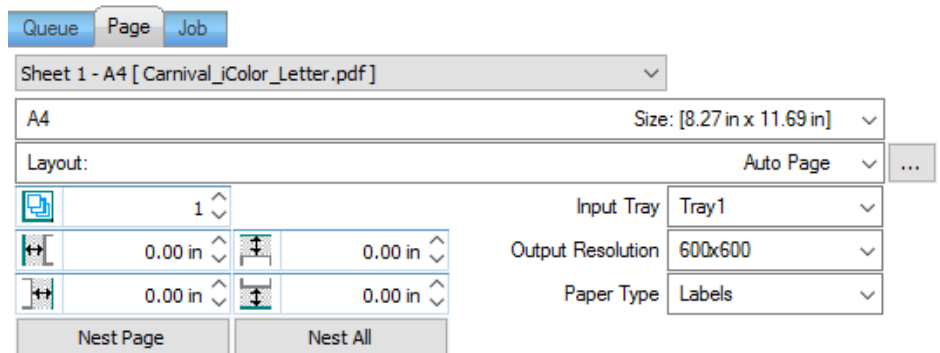 Queue Page Job
Sheet 1 - A4 [ Carnival_iColor_Letter.pdf ]
A4 Size: [8.27 in x 11.69 in]
Layout: Auto Page ...
1 Input Tray Tray1
0.00 in 0.00 in Output Resolution 600x600
0.00 in 0.00 in Paper Type Labels
Nest Page Nest All